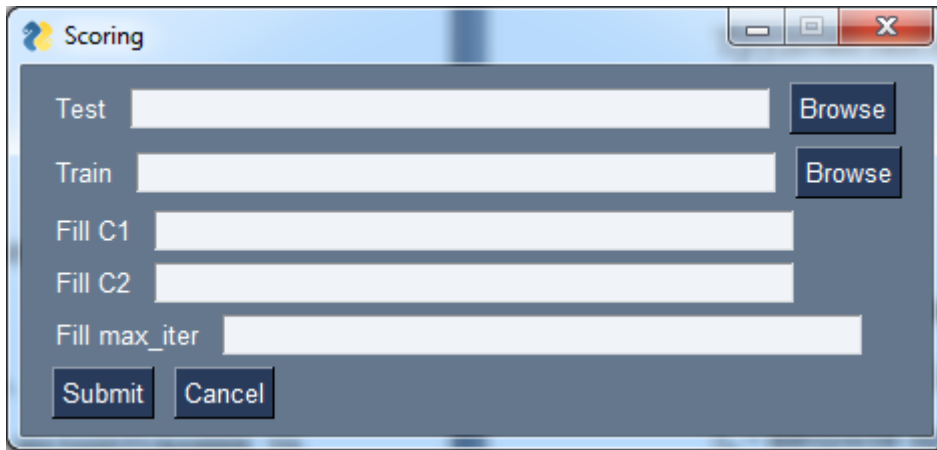 Scoring
Test Browse
Train Browse
Fill C1
Fill C2
Fill max_iter
Submit Cancel